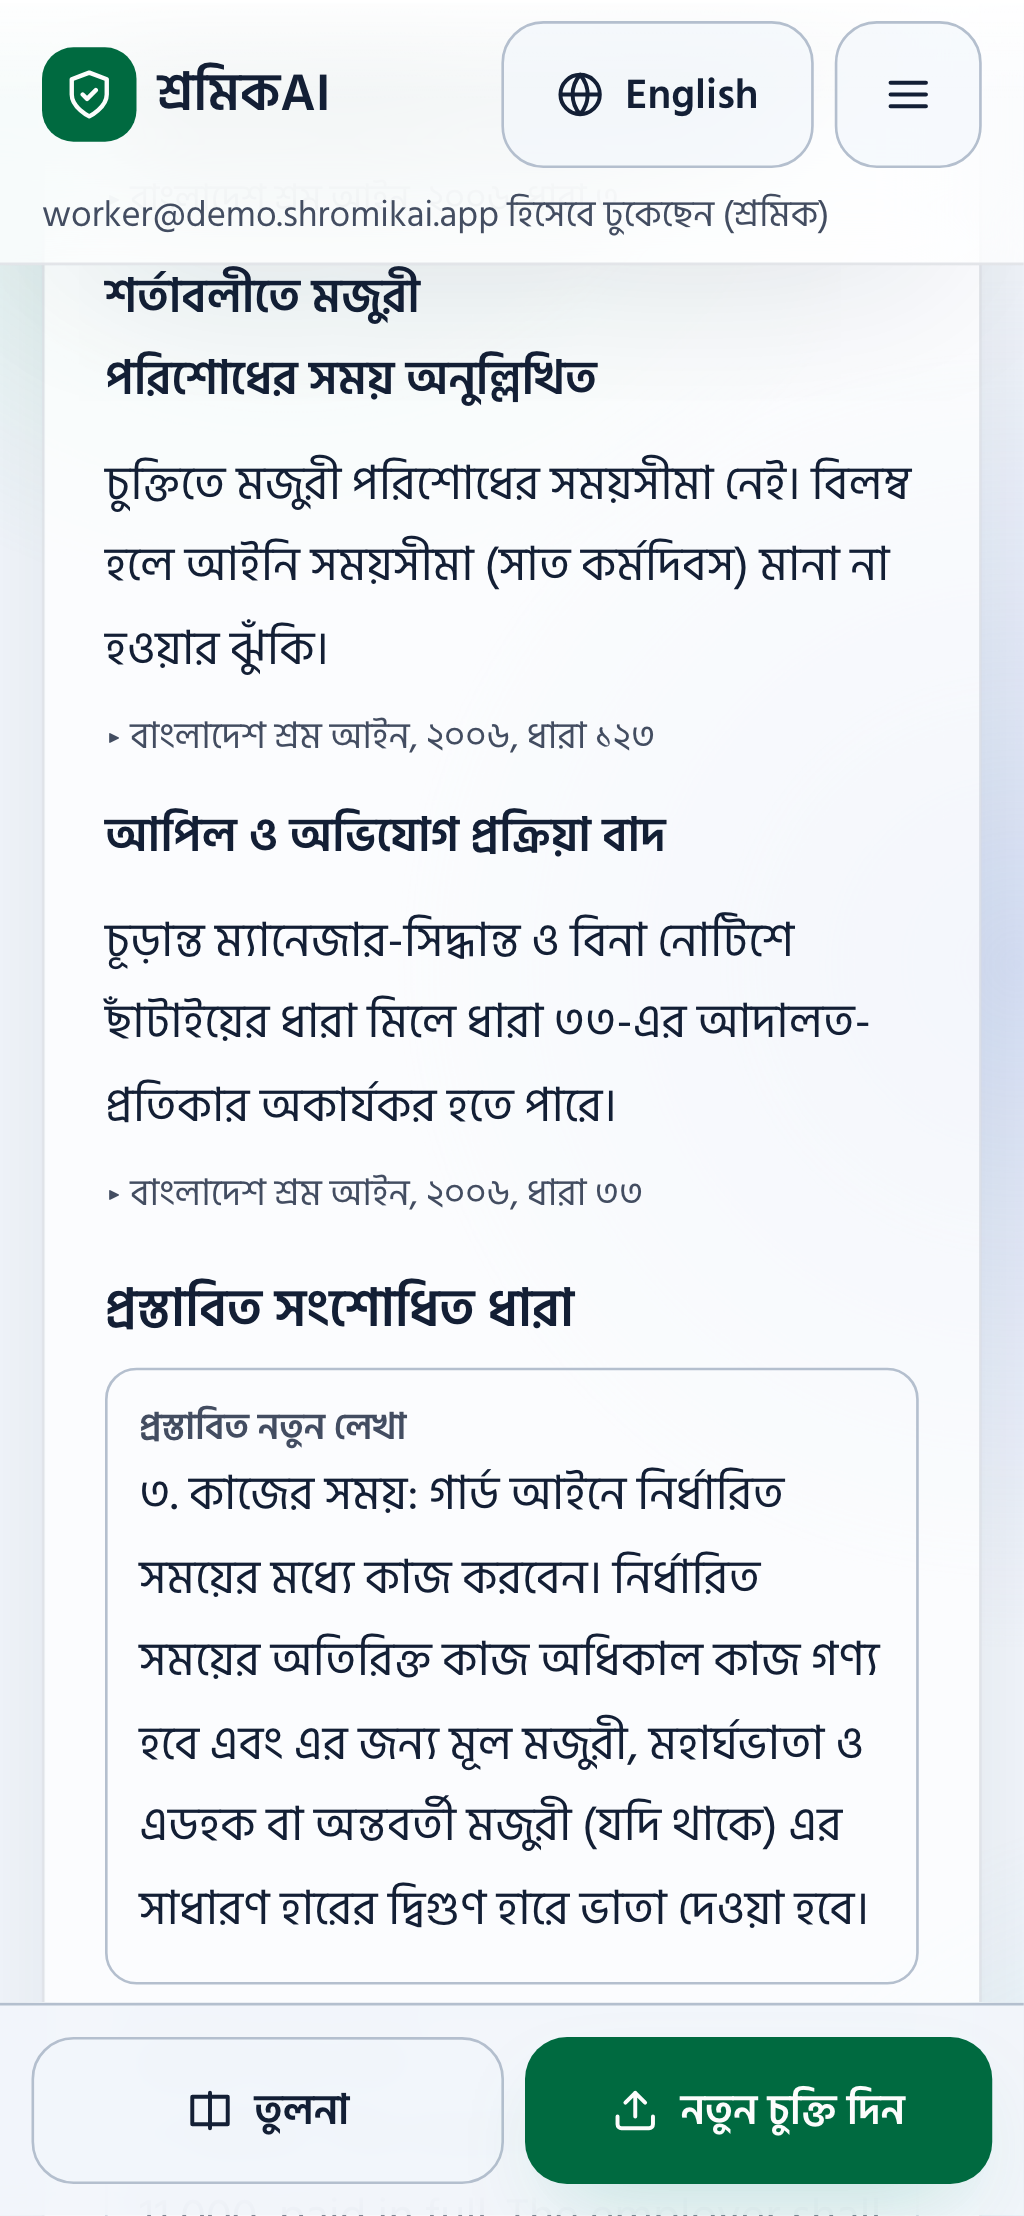 শ্রমিকAI
English
worker@demo.shromikai.app হিসেবে ঢুকেছেন (শ্রমিক)
শর্তাবলীতে মজুরী
পরিশোধের সময় অনুল্লিখিত
চুক্তিতে মজুরী পরিশোধের সময়সীমা নেই। বিলম্ব
হলে আইনি সময়সীমা (সাত কর্মদিবস) মানা না
হওয়ার ঝুঁকি।
▸ বাংলাদেশ শ্রম আইন, ২০০৬, ধারা ১২৩
আপিল ও অভিযোগ প্রক্রিয়া বাদ
চূড়ান্ত ম্যানেজার-সিদ্ধান্ত ও বিনা নোটিশে
ছাঁটাইয়ের ধারা মিলে ধারা ৩৩-এর আদালত-
প্রতিকার অকার্যকর হতে পারে।
▸ বাংলাদেশ শ্রম আইন, ২০০৬, ধারা ৩৩
প্রস্তাবিত সংশোধিত ধারা
প্রস্তাবিত নতুন লেখা
৩. কাজের সময়: গার্ড আইনে নির্ধারিত
সময়ের মধ্যে কাজ করবেন। নির্ধারিত
সময়ের অতিরিক্ত কাজ অধিকাল কাজ গণ্য
হবে এবং এর জন্য মূল মজুরী, মহার্ঘভাতা ও
এডহক বা অন্তবর্তী মজুরী (যদি থাকে) এর
সাধারণ হারের দ্বিগুণ হারে ভাতা দেওয়া হবে।
তুলনা
নতুন চুক্তি দিন